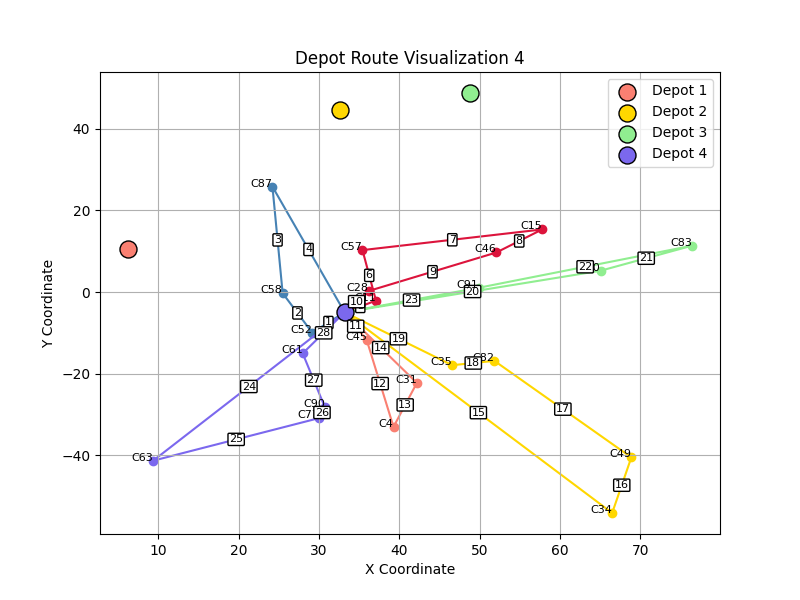 Depot Route Visualization 4
Y Coordinate
40
20
0
−20
−40
10
20
30
40
50
60
70
X Coordinate
Depot 1
Depot 2
Depot 3
Depot 4
C87
C58
C52
C57
C15
C46
C28
C91
C83
C45
C31
C4
C35
C82
C49
C34
C61
C90
C7
C63
1
2
3
4
6
7
8
9
10
11
12
13
14
15
16
17
18
19
20
21
22
23
24
25
26
27
28